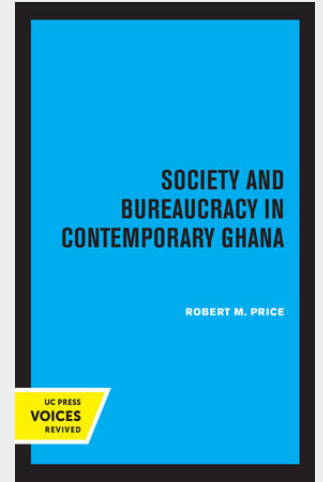 SOCIETY AND
BUREAUCRACY IN
CONTEMPORARY GHANA
ROBERT M. PRICE
UC PRESS
VOICES
REVIVED